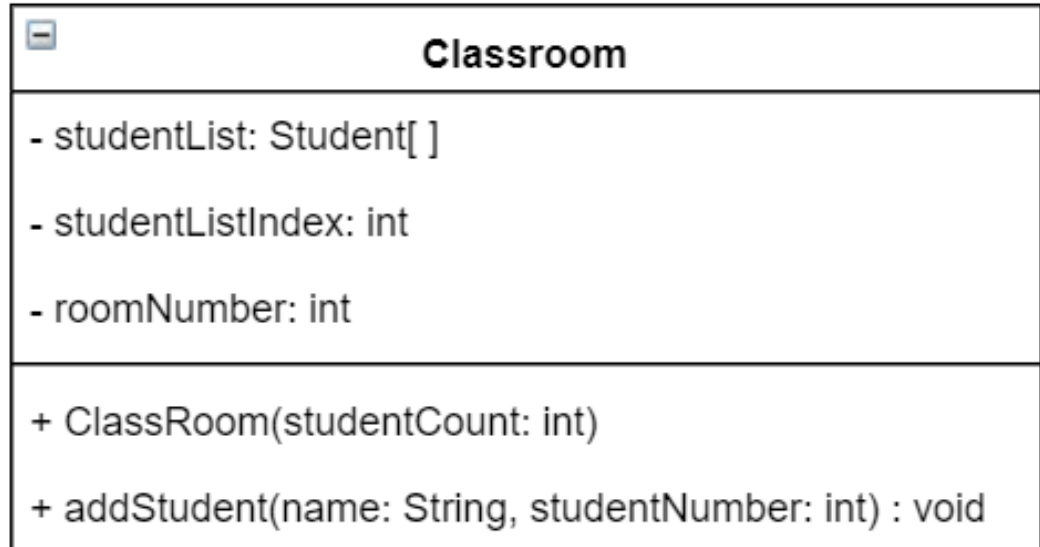 Classroom
- studentList: Student[ ]
- studentListIndex: int
- roomNumber: int
+ ClassRoom(studentCount: int)
+ addStudent(name: String, studentNumber: int) : void